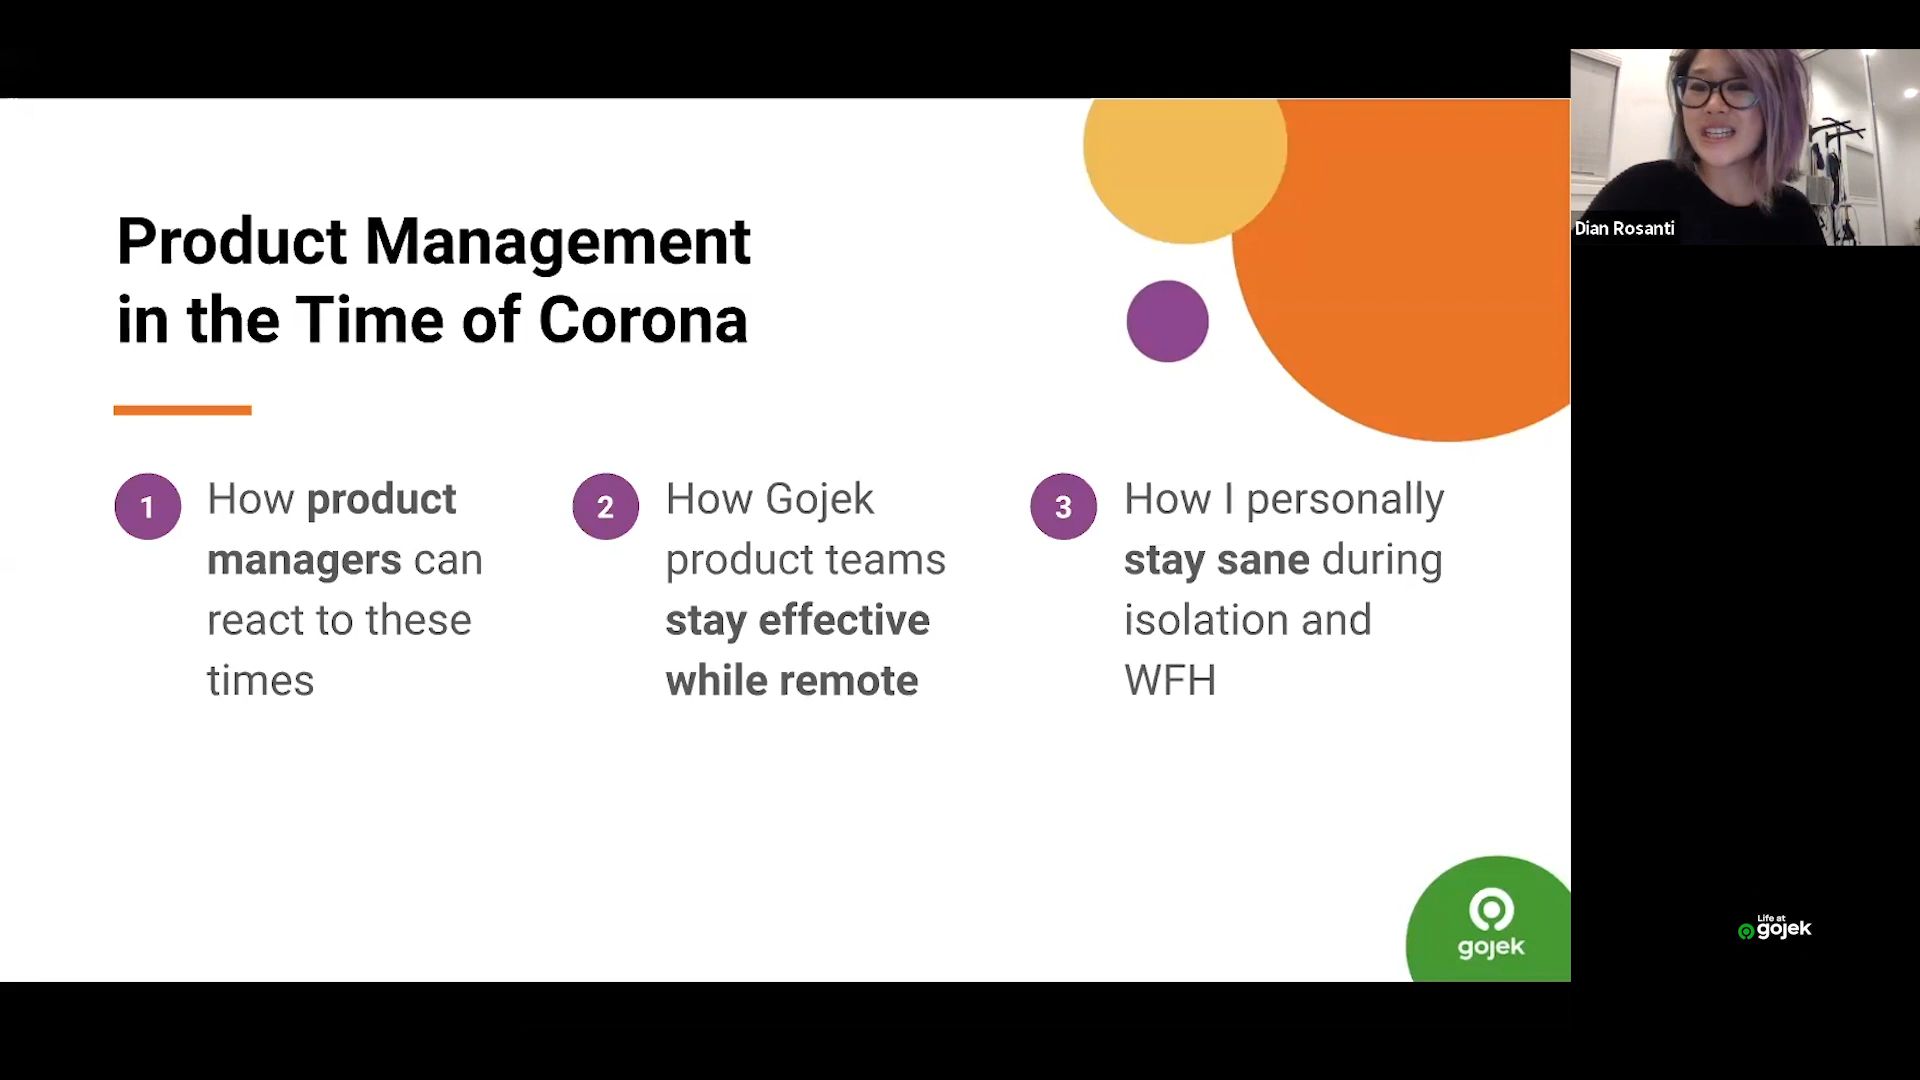 Product Management
in the Time of Corona
1
How product
managers can
react to these
times
2
How Gojek
product teams
stay effective
while remote
3
How I personally
stay sane during
isolation and
WFH
gojek
Dian Rosanti
Life at
gojek